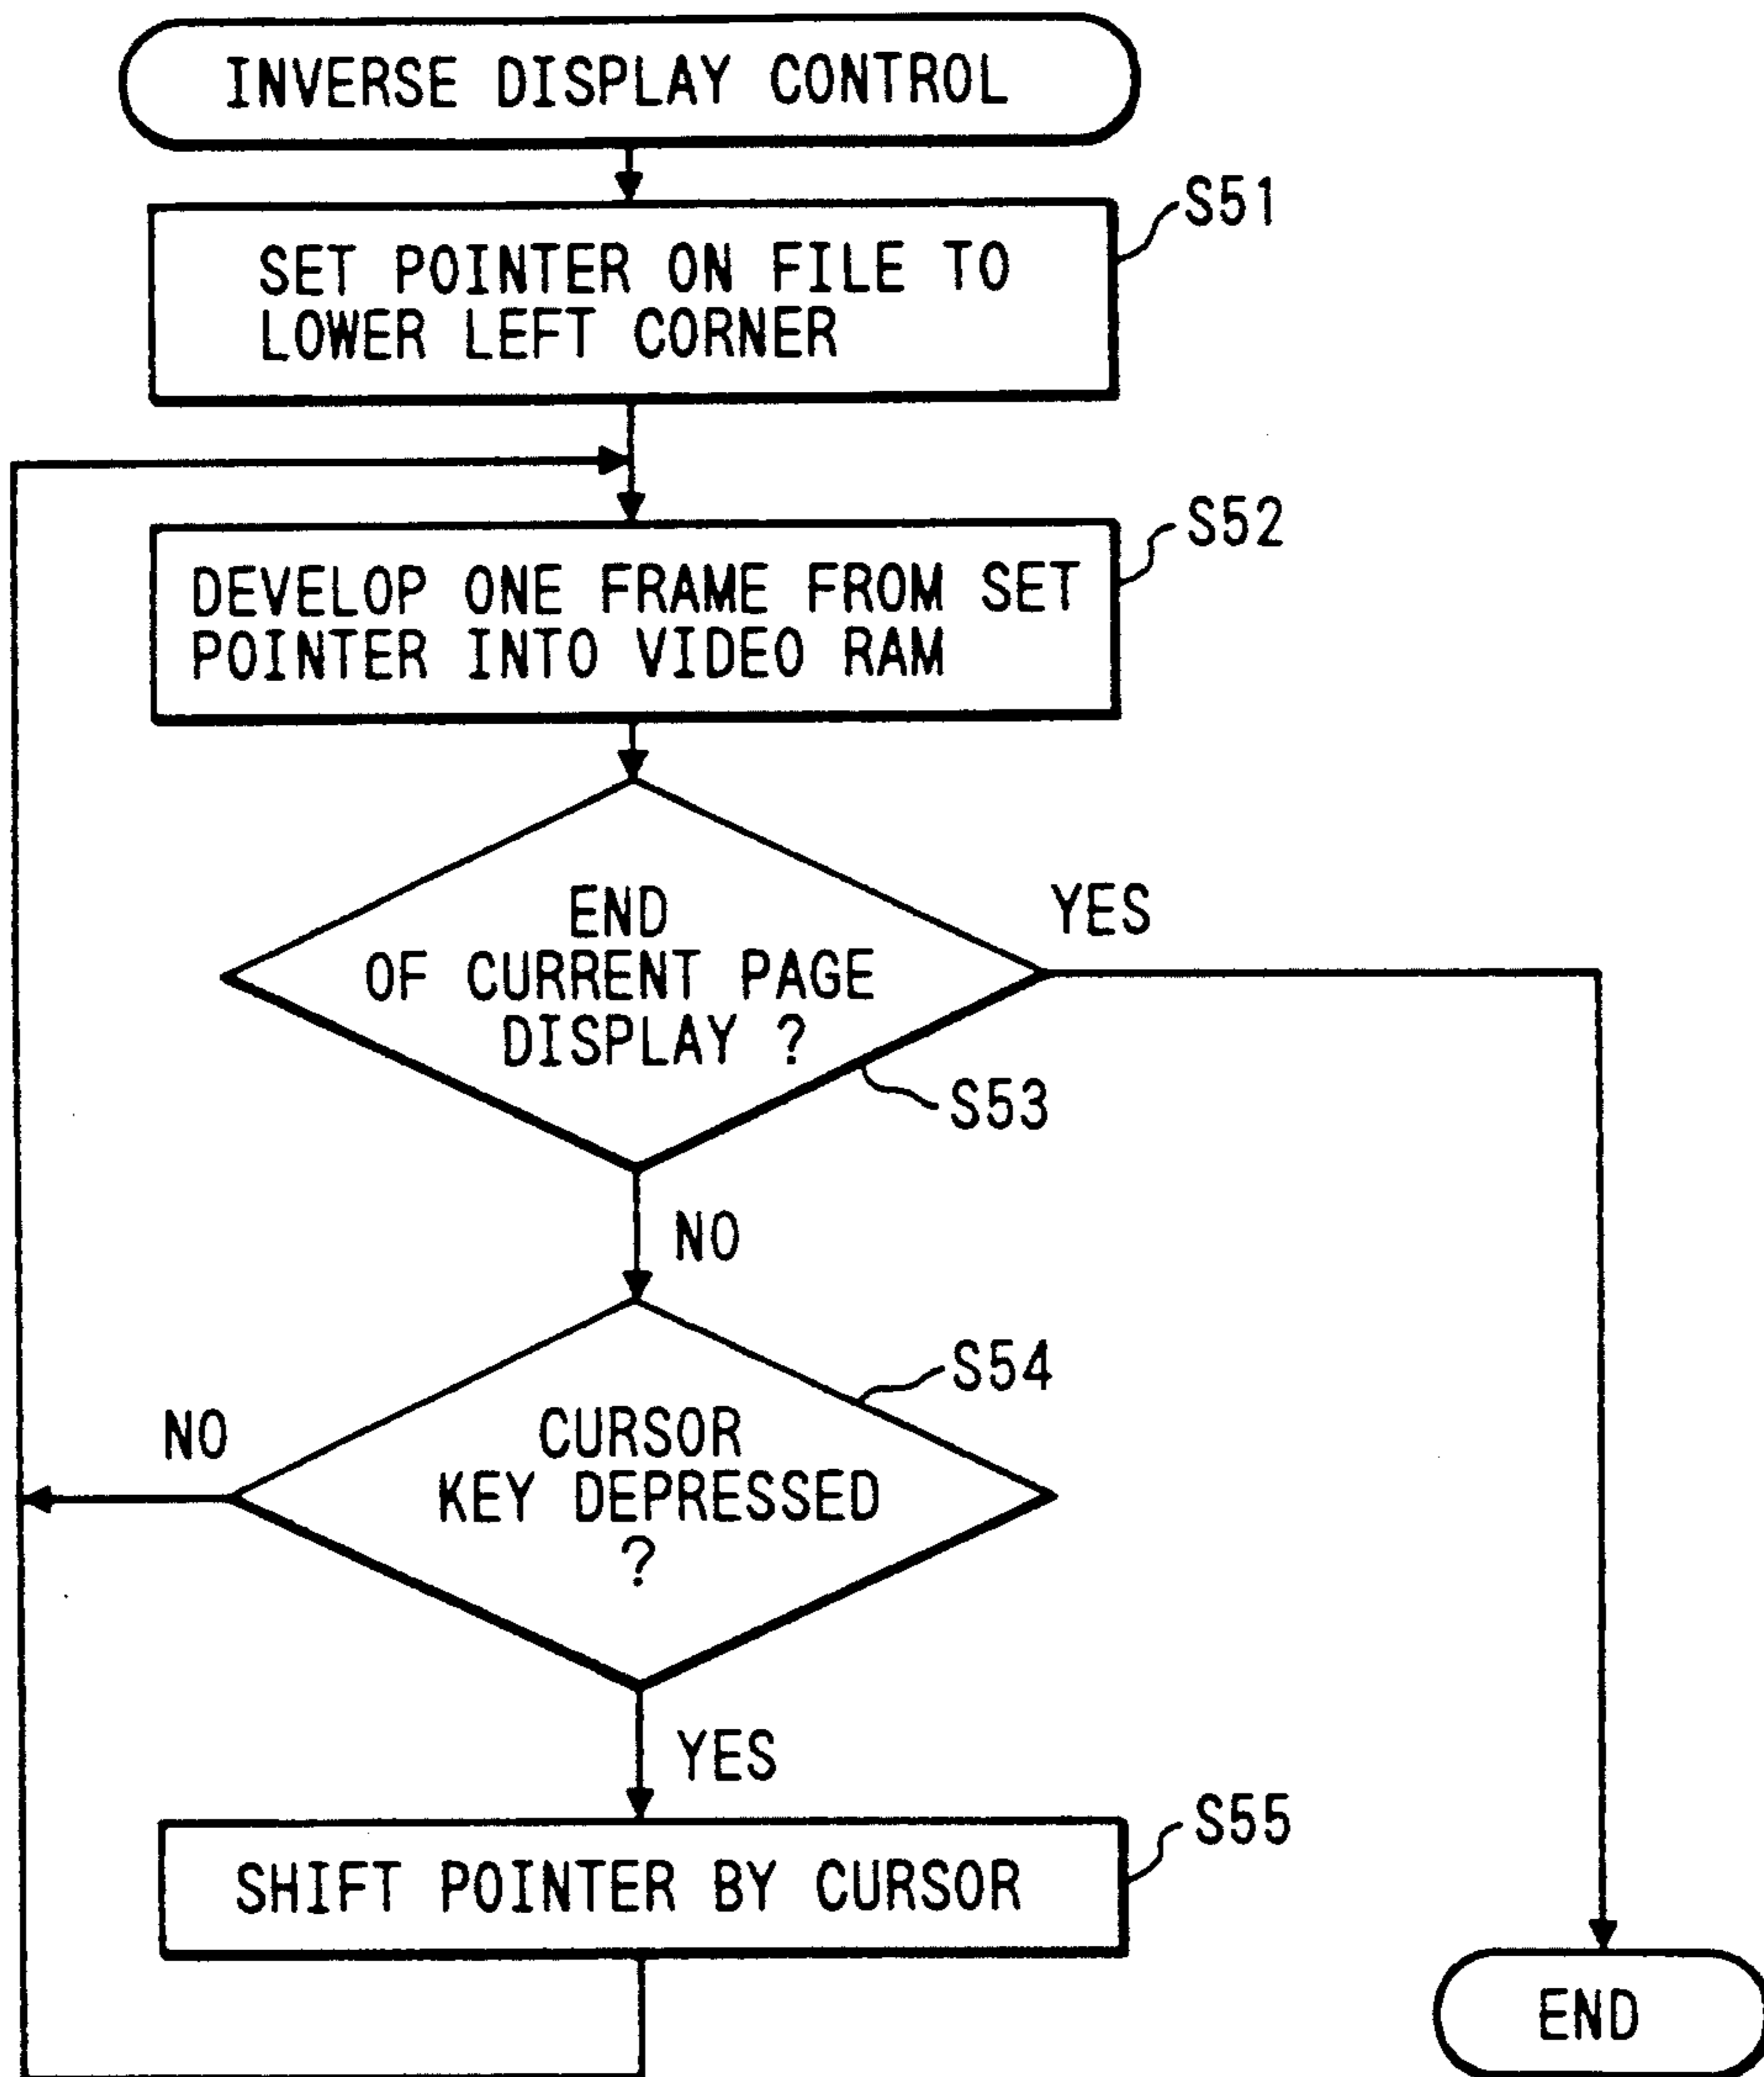 INVERSE DISPLAY CONTROL
S51
SET POINTER ON FILE TO
LOWER LEFT CORNER
S52
DEVELOP ONE FRAME FROM SET
POINTER INTO VIDEO RAM
END
OF CURRENT PAGE
DISPLAY ?
YES
S53
NO
S54
CURSOR
KEY DEPRESSED
?
NO
YES
S55
SHIFT POINTER BY CURSOR
END